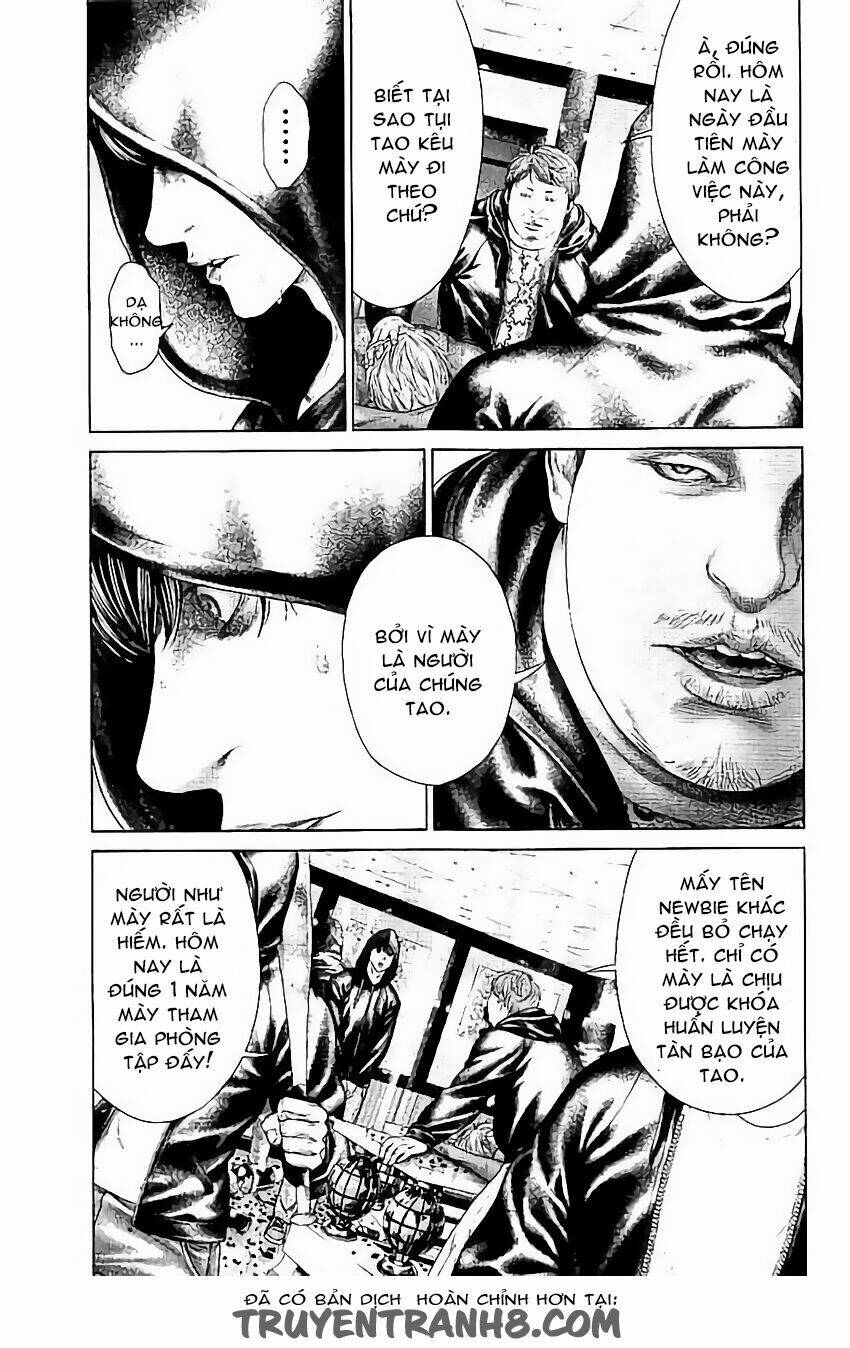 À, ĐÚNG
RỒI. HÔM
NAY LÀ
NGÀY ĐẦU
TIÊN MÀY
LÀM CÔNG
VIỆC NÀY,
PHẢI
KHÔNG?
BIẾT TẠI
SAO TỤI
TAO KÊU
MÀY ĐI
THEO
CHỨ?
.....
DẠ
KHÔNG
...
BỞI VÌ MÀY
LÀ NGƯỜI
CỦA CHÚNG
TAO.
MẤY TÊN
NEWBIE KHÁC
ĐỀU BỎ CHẠY
HẾT. CHỈ CÓ
MÀY LÀ CHỊU
ĐƯỢC KHÓA
HUẤN LUYỆN
TÀN BẠO CỦA
TAO.
NGƯỜI NHƯ
MÀY RẤT LÀ
HIẾM. HÔM
NAY LÀ
ĐÚNG 1 NĂM
MÀY THAM
GIA PHÒNG
TẬP ĐẤY!
ĐÃ CÓ BẢN DỊCH HOÀN CHỈNH HƠN TẠI:
TRUYENTRANH8.COM